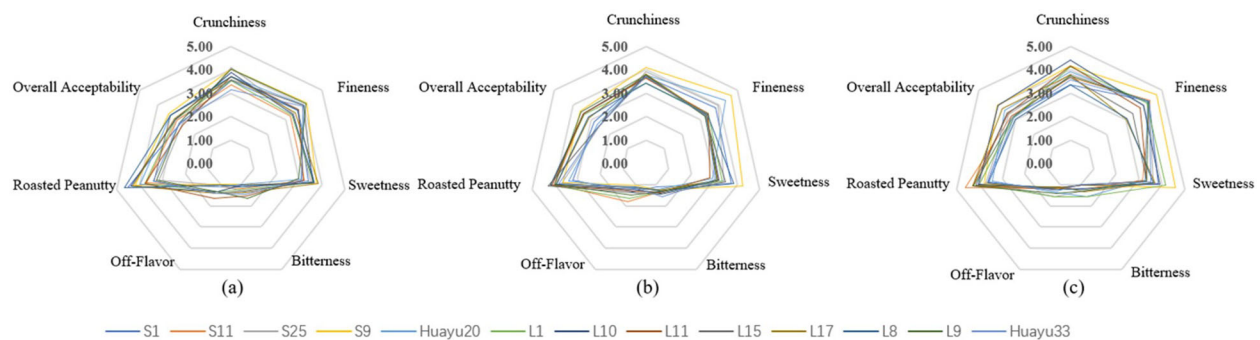 Crunchiness
5.00
4.00
3.00
2.00
1.00
0.00
Fineness
Sweetness
Bitterness
Off-Flavor
Roasted Peanutty
Overall Acceptability
(a)
Crunchiness
5.00
4.00
3.00
2.00
1.00
0.00
Fineness
Sweetness
Bitterness
Off-Flavor
Roasted Peanutty
Overall Acceptability
(b)
Crunchiness
5.00
4.00
3.00
2.00
1.00
0.00
Fineness
Sweetness
Bitterness
Off-Flavor
Roasted Peanutty
Overall Acceptability
(c)
S1 S11 S25 S9 Huayu20 L1 L10 L11 L15 L17 L8 L9 Huayu33